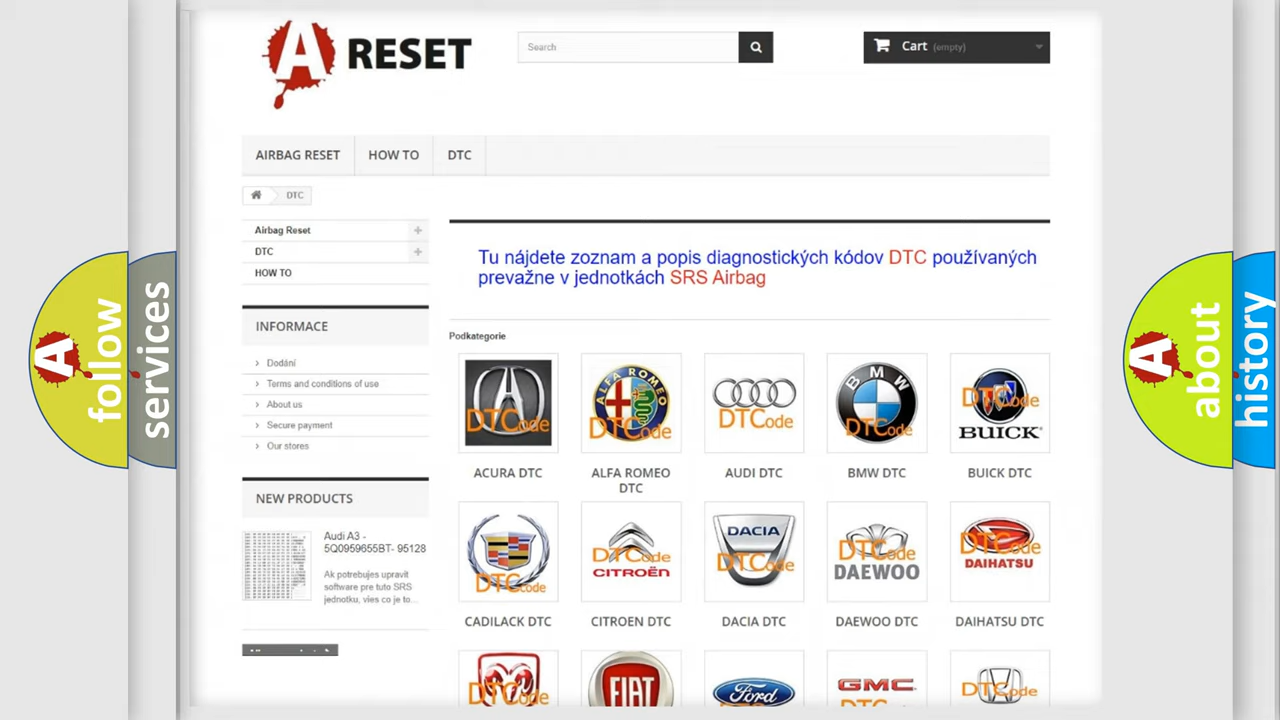 A RESET
Search
Cart (empty)
AIRBAG RESET
HOW TO
DTC
DTC
Airbag Reset
DTC
HOW TO
Tu nájdete zoznam a popis diagnostických kódov DTC používaných
prevažne v jednotkách SRS Airbag
INFORMACE
Dodání
Terms and conditions of use
About us
Secure payment
Our stores
NEW PRODUCTS
Audi A3 -
5Q0959655BT- 95128
Ak potrebujes upravit
software pre tuto SRS
jednotku, vies co je to...
Podkategorie
DTCode
ALFA ROMEO
DTCode
DTCode
BMW
DTCode
DTCode
BUICK
ACURA DTC
ALFA ROMEO
DTC
AUDI DTC
BMW DTC
BUICK DTC
DTCode
DTCode
CITROËN
DACIA
DTCode
DTCode
DAEWOO
DTCode
DAIHATSU
CADILACK DTC
CITROEN DTC
DACIA DTC
DAEWOO DTC
DAIHATSU DTC
DTCode
FIAT
Ford
GMC
DTCode
A follow
services
A about
history